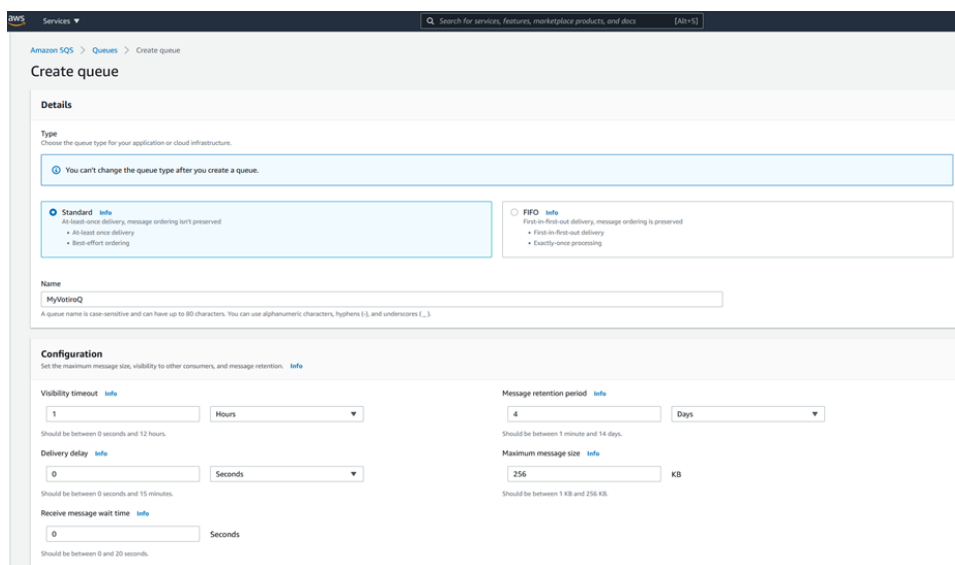 aws Services ▼ Search for services, features, marketplace products, and docs [Alt+S]
Amazon SQS > Queues > Create queue
Create queue
Details
Type
Choose the queue type for your application or cloud infrastructure.
You can't change the queue type after you create a queue.
Standard Info
At-least-once delivery, message ordering isn't preserved
• At-least once delivery
• Best-effort ordering
FIFO Info
First-in-first-out delivery, message ordering is preserved
• First-in-first-out delivery
• Exactly-once processing
Name
MyVotiroQ
A queue name is case-sensitive and can have up to 80 characters. You can use alphanumeric characters, hyphens (-), and underscores ( _ ).
Configuration
Set the maximum message size, visibility to other consumers, and message retention. Info
Visibility timeout Info
1 Hours ▼
Should be between 0 seconds and 12 hours.
Message retention period Info
4 Days ▼
Should be between 1 minute and 14 days.
Delivery delay Info
0 Seconds ▼
Should be between 0 seconds and 15 minutes.
Maximum message size Info
256 KB
Should be between 1 KB and 256 KB.
Receive message wait time Info
0 Seconds
Should be between 0 and 20 seconds.